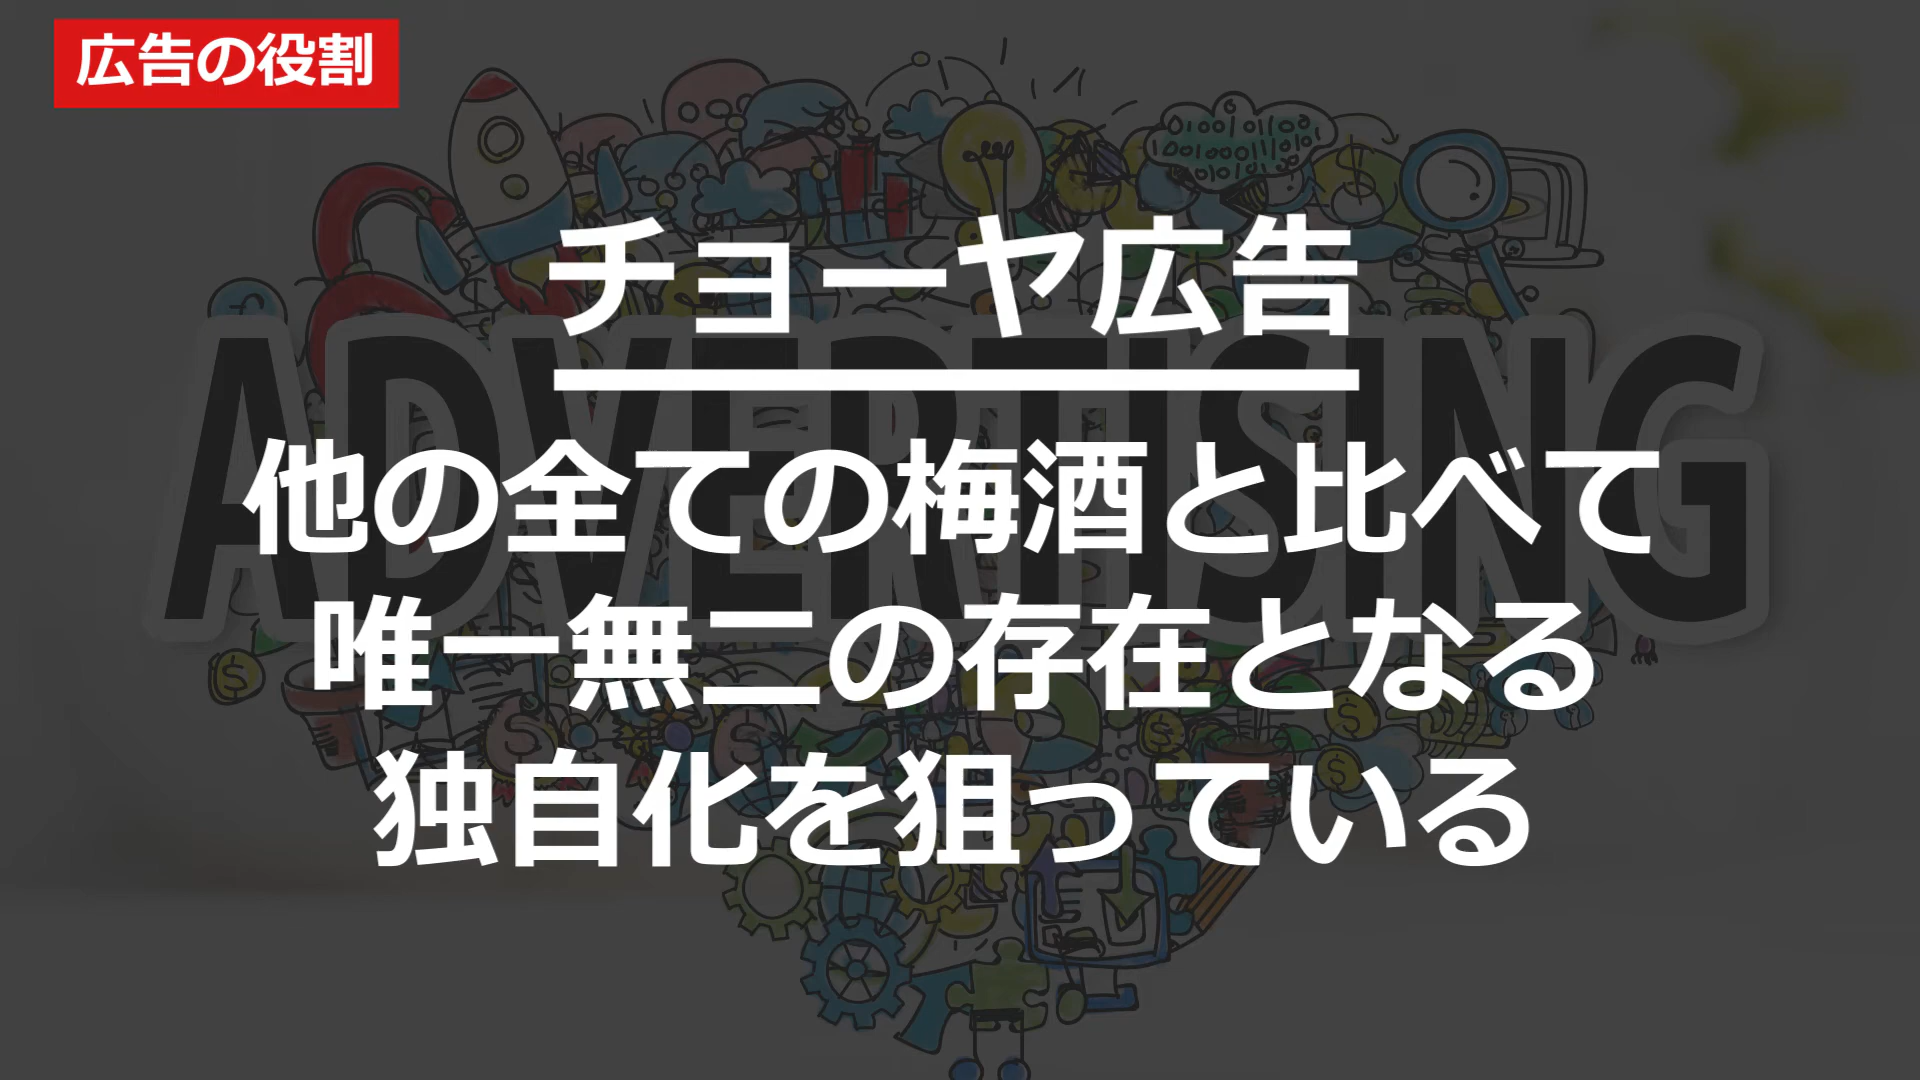 広告の役割
チョーヤ広告
他の全ての梅酒と比べて
唯一無二の存在となる
独自化を狙っている
ADVERTISING